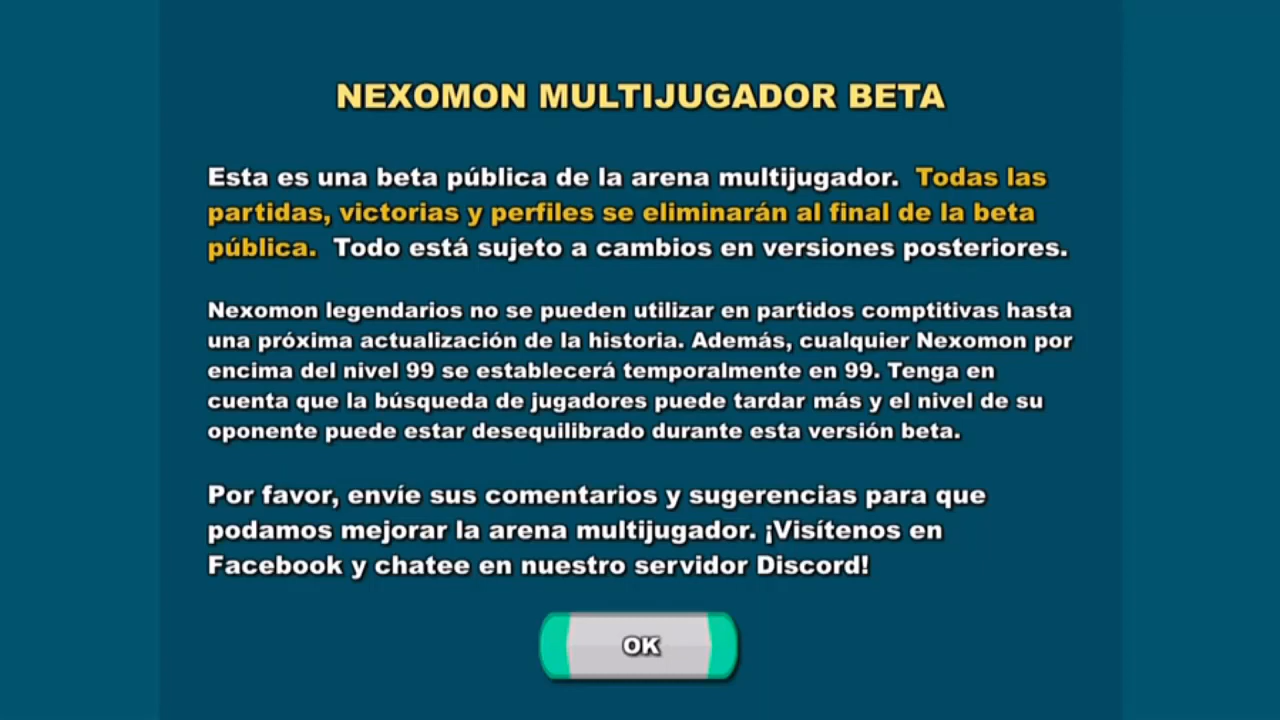 NEXOMON MULTIJUGADOR BETA
Esta es una beta pública de la arena multijugador. Todas las
partidas, victorias y perfiles se eliminarán al final de la beta
pública. Todo está sujeto a cambios en versiones posteriores.
Nexomon legendarios no se pueden utilizar en partidos comptitivas hasta
una próxima actualización de la historia. Además, cualquier Nexomon por
encima del nivel 99 se establecerá temporalmente en 99. Tenga en
cuenta que la búsqueda de jugadores puede tardar más y el nivel de su
oponente puede estar desequilibrado durante esta versión beta.
Por favor, envíe sus comentarios y sugerencias para que
podamos mejorar la arena multijugador. ¡Visítenos en
Facebook y chatee en nuestro servidor Discord!
OK